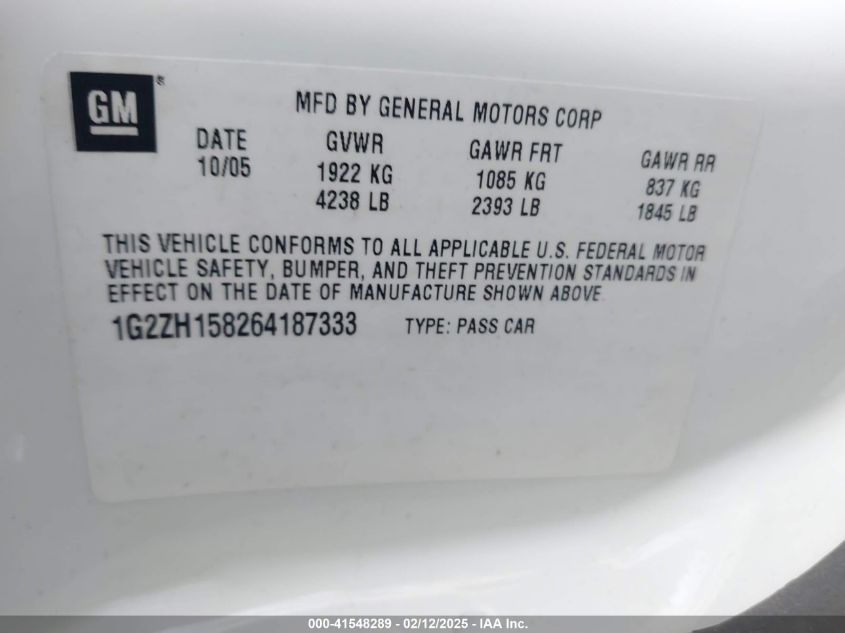 GM®
MFD BY GENERAL MOTORS CORP
DATE GVWR GAWR FRT GAWR RR
10/05 1922 KG 1085 KG 837 KG
4238 LB 2393 LB 1845 LB
THIS VEHICLE CONFORMS TO ALL APPLICABLE U.S. FEDERAL MOTOR
VEHICLE SAFETY, BUMPER, AND THEFT PREVENTION STANDARDS IN
EFFECT ON THE DATE OF MANUFACTURE SHOWN ABOVE.
1G2ZH158264187333 TYPE: PASS CAR
000-41548289 - 02/12/2025 - IAA Inc.